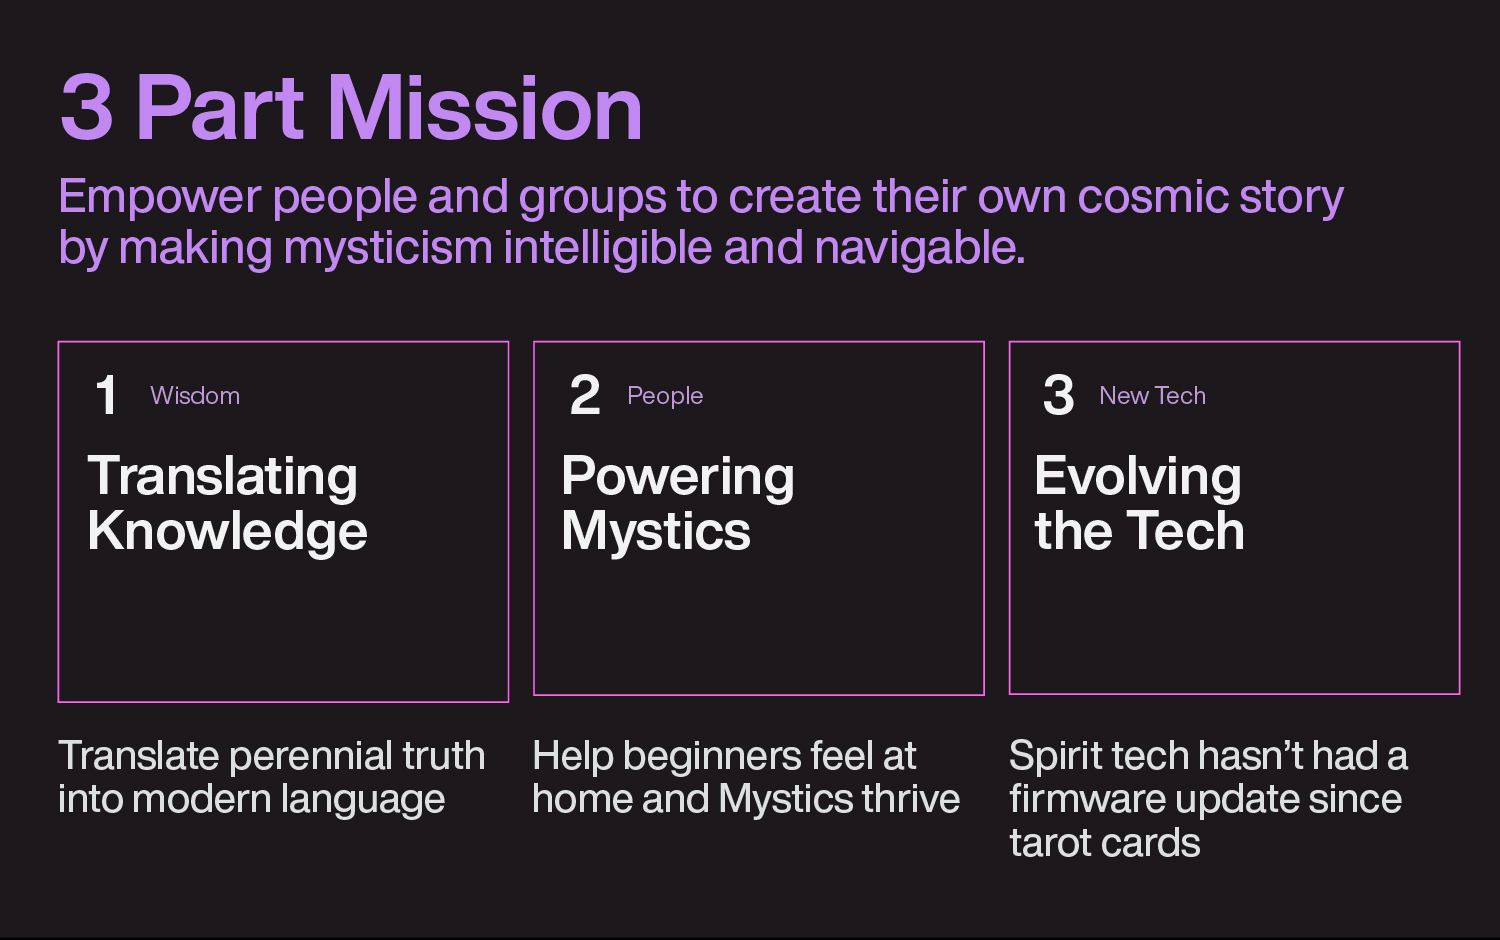 3 Part Mission
Empower people and groups to create their own cosmic story
by making mysticism intelligible and navigable.
1 Wisdom
Translating
Knowledge
2 People
Powering
Mystics
3 New Tech
Evolving
the Tech
Translate perennial truth
into modern language
Help beginners feel at
home and Mystics thrive
Spirit tech hasn’t had a
firmware update since
tarot cards